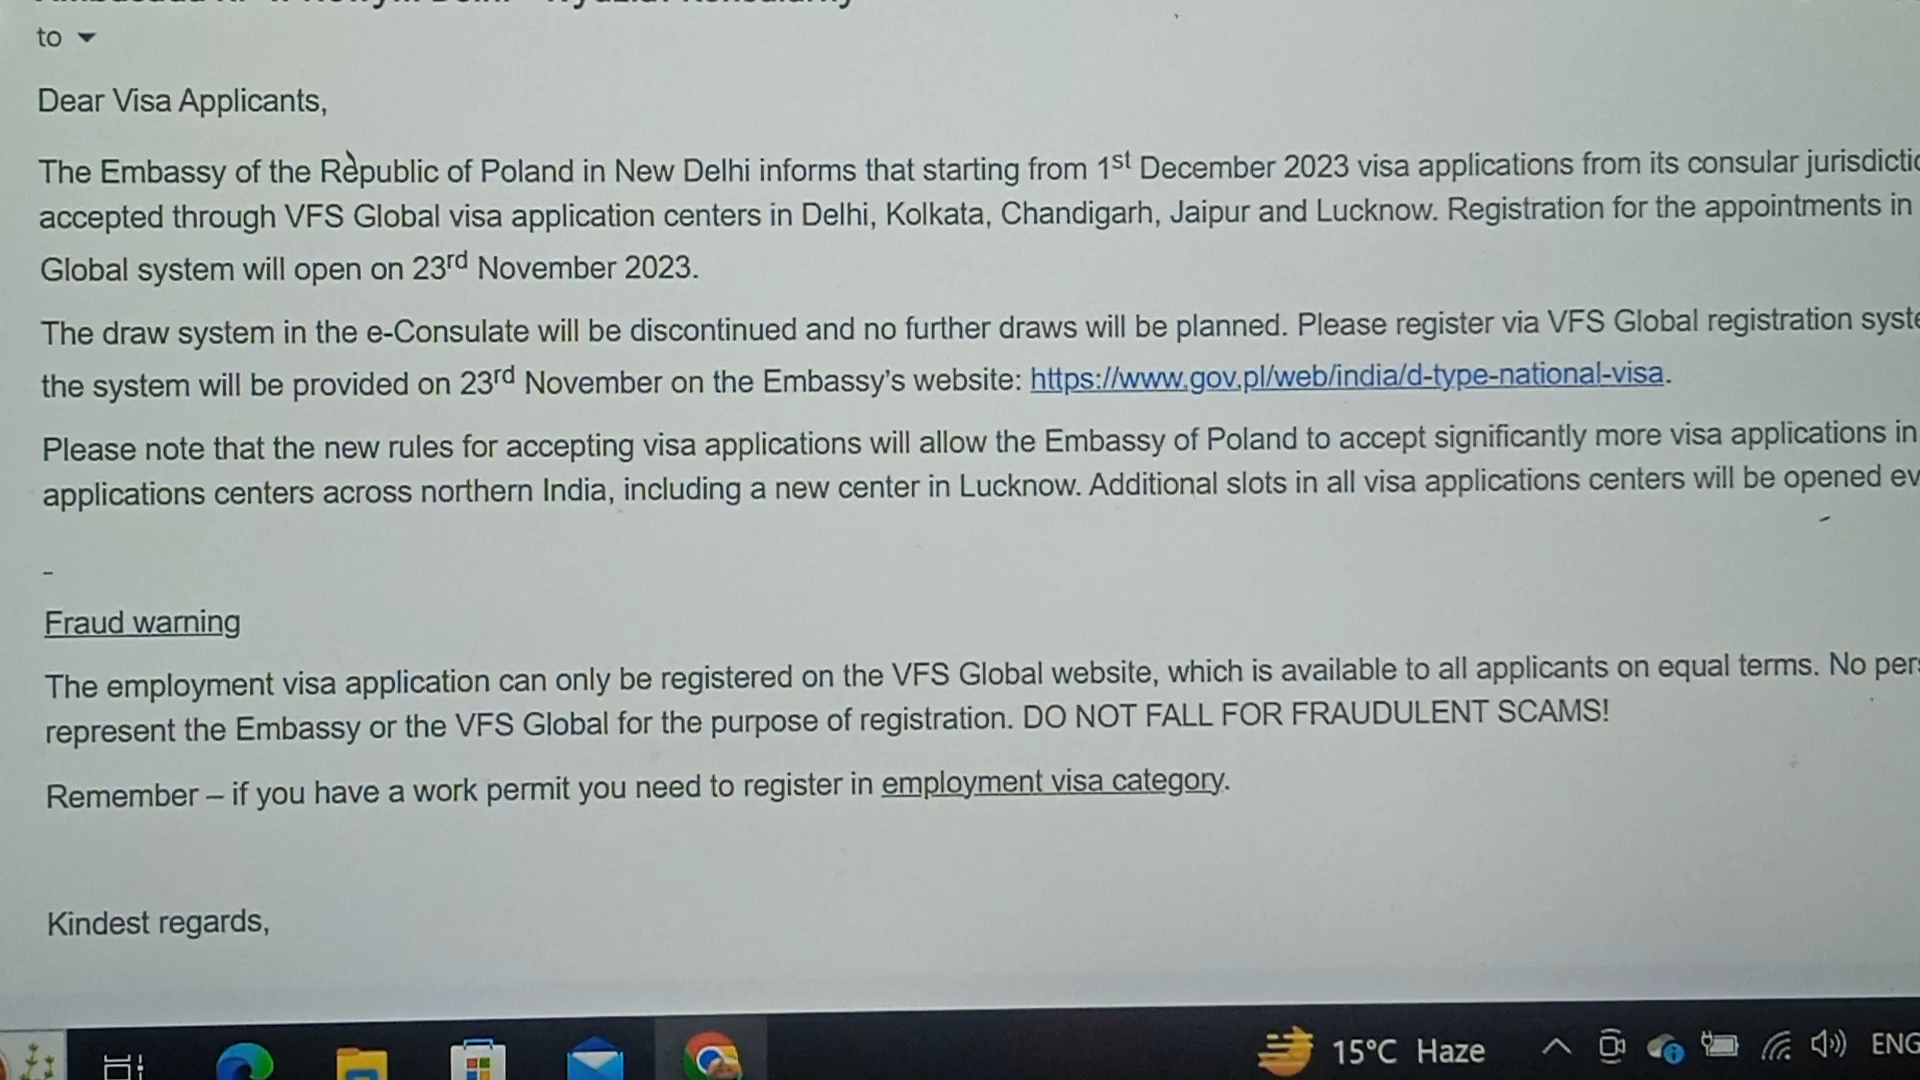 to
Dear Visa Applicants,
The Embassy of the Republic of Poland in New Delhi informs that starting from 1st December 2023 visa applications from its consular
accepted through VFS Global visa application centers in Delhi, Kolkata, Chandigarh, Jaipur and Lucknow. Registration for the appointments in
Global system will open on 23rd November 2023.
The draw system in the e-Consulate will be discontinued and no further draws will be planned. Please register via VFS Global registration
the system will be provided on 23rd November on the Embassy's website: https://www.gov.pl/web/india/d-type-national-visa.
Please note that the new rules for accepting visa applications will allow the Embassy of Poland to accept significantly more visa applications in
applications centers across northern India, including a new center in Lucknow. Additional slots in all visa applications centers will be opened
-
Fraud warning
The employment visa application can only be registered on the VFS Global website, which is available to all applicants on equal terms. No
represent the Embassy or the VFS Global for the purpose of registration. DO NOT FALL FOR FRAUDULENT SCAMS!
Remember – if you have a work permit you need to register in employment visa category.
Kindest regards,
15°C Haze
ENG